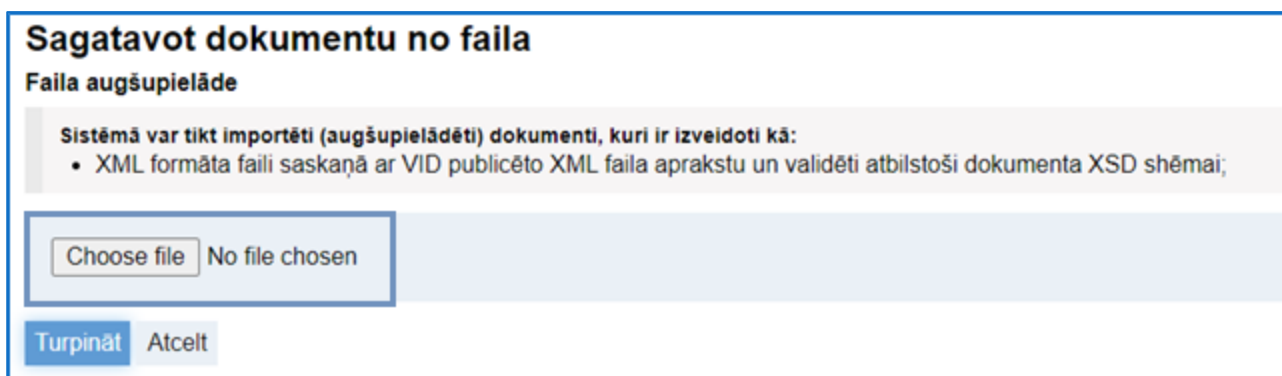 Sagatavot dokumentu no faila
Faila augšupielāde
Sistēmā var tikt importēti (augšupielādēti) dokumenti, kuri ir izveidoti kā:
• XML formāta faili saskaņā ar VID publicēto XML faila aprakstu un validēti atbilstoši dokumenta XSD shēmai;
Choose file No file chosen
Turpināt Atcelt